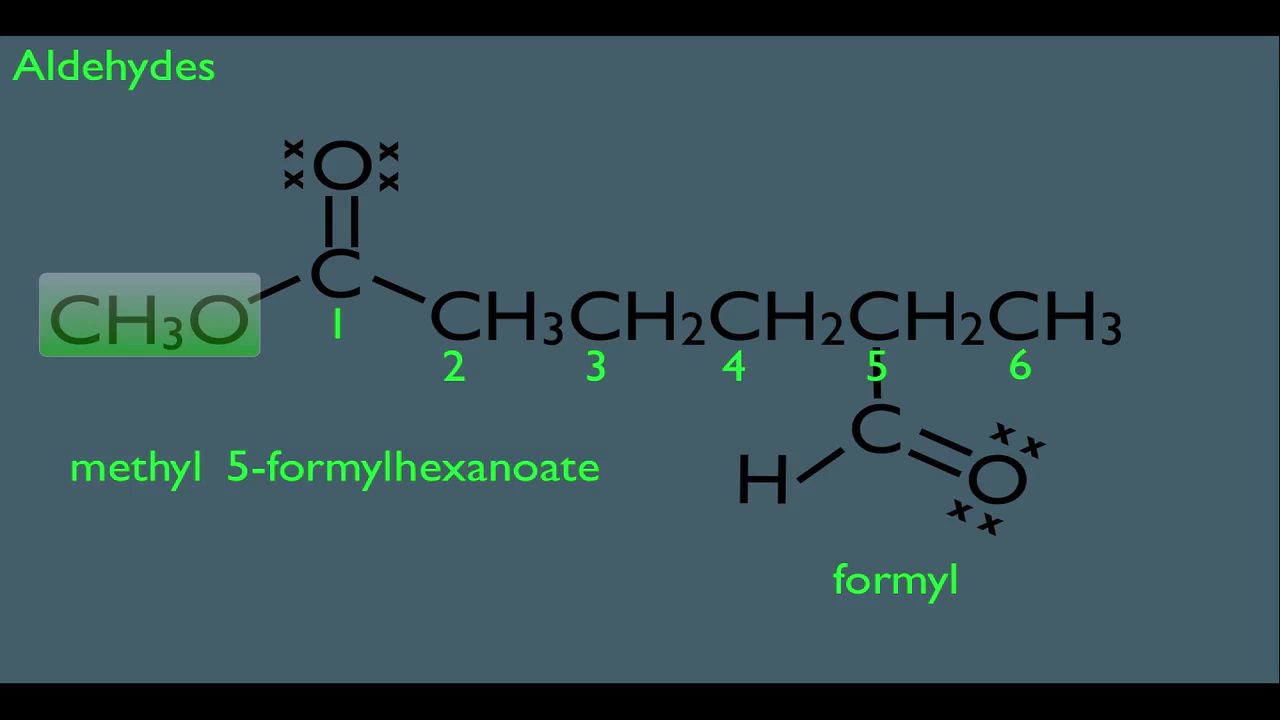 Aldehydes
x O x
x x
C
CH₃O
1
CH₃CH₂CH₂CH₂CH₃
2 3 4 5 6
C
x x
methyl 5-formylhexanoate
H
O
x x
formyl